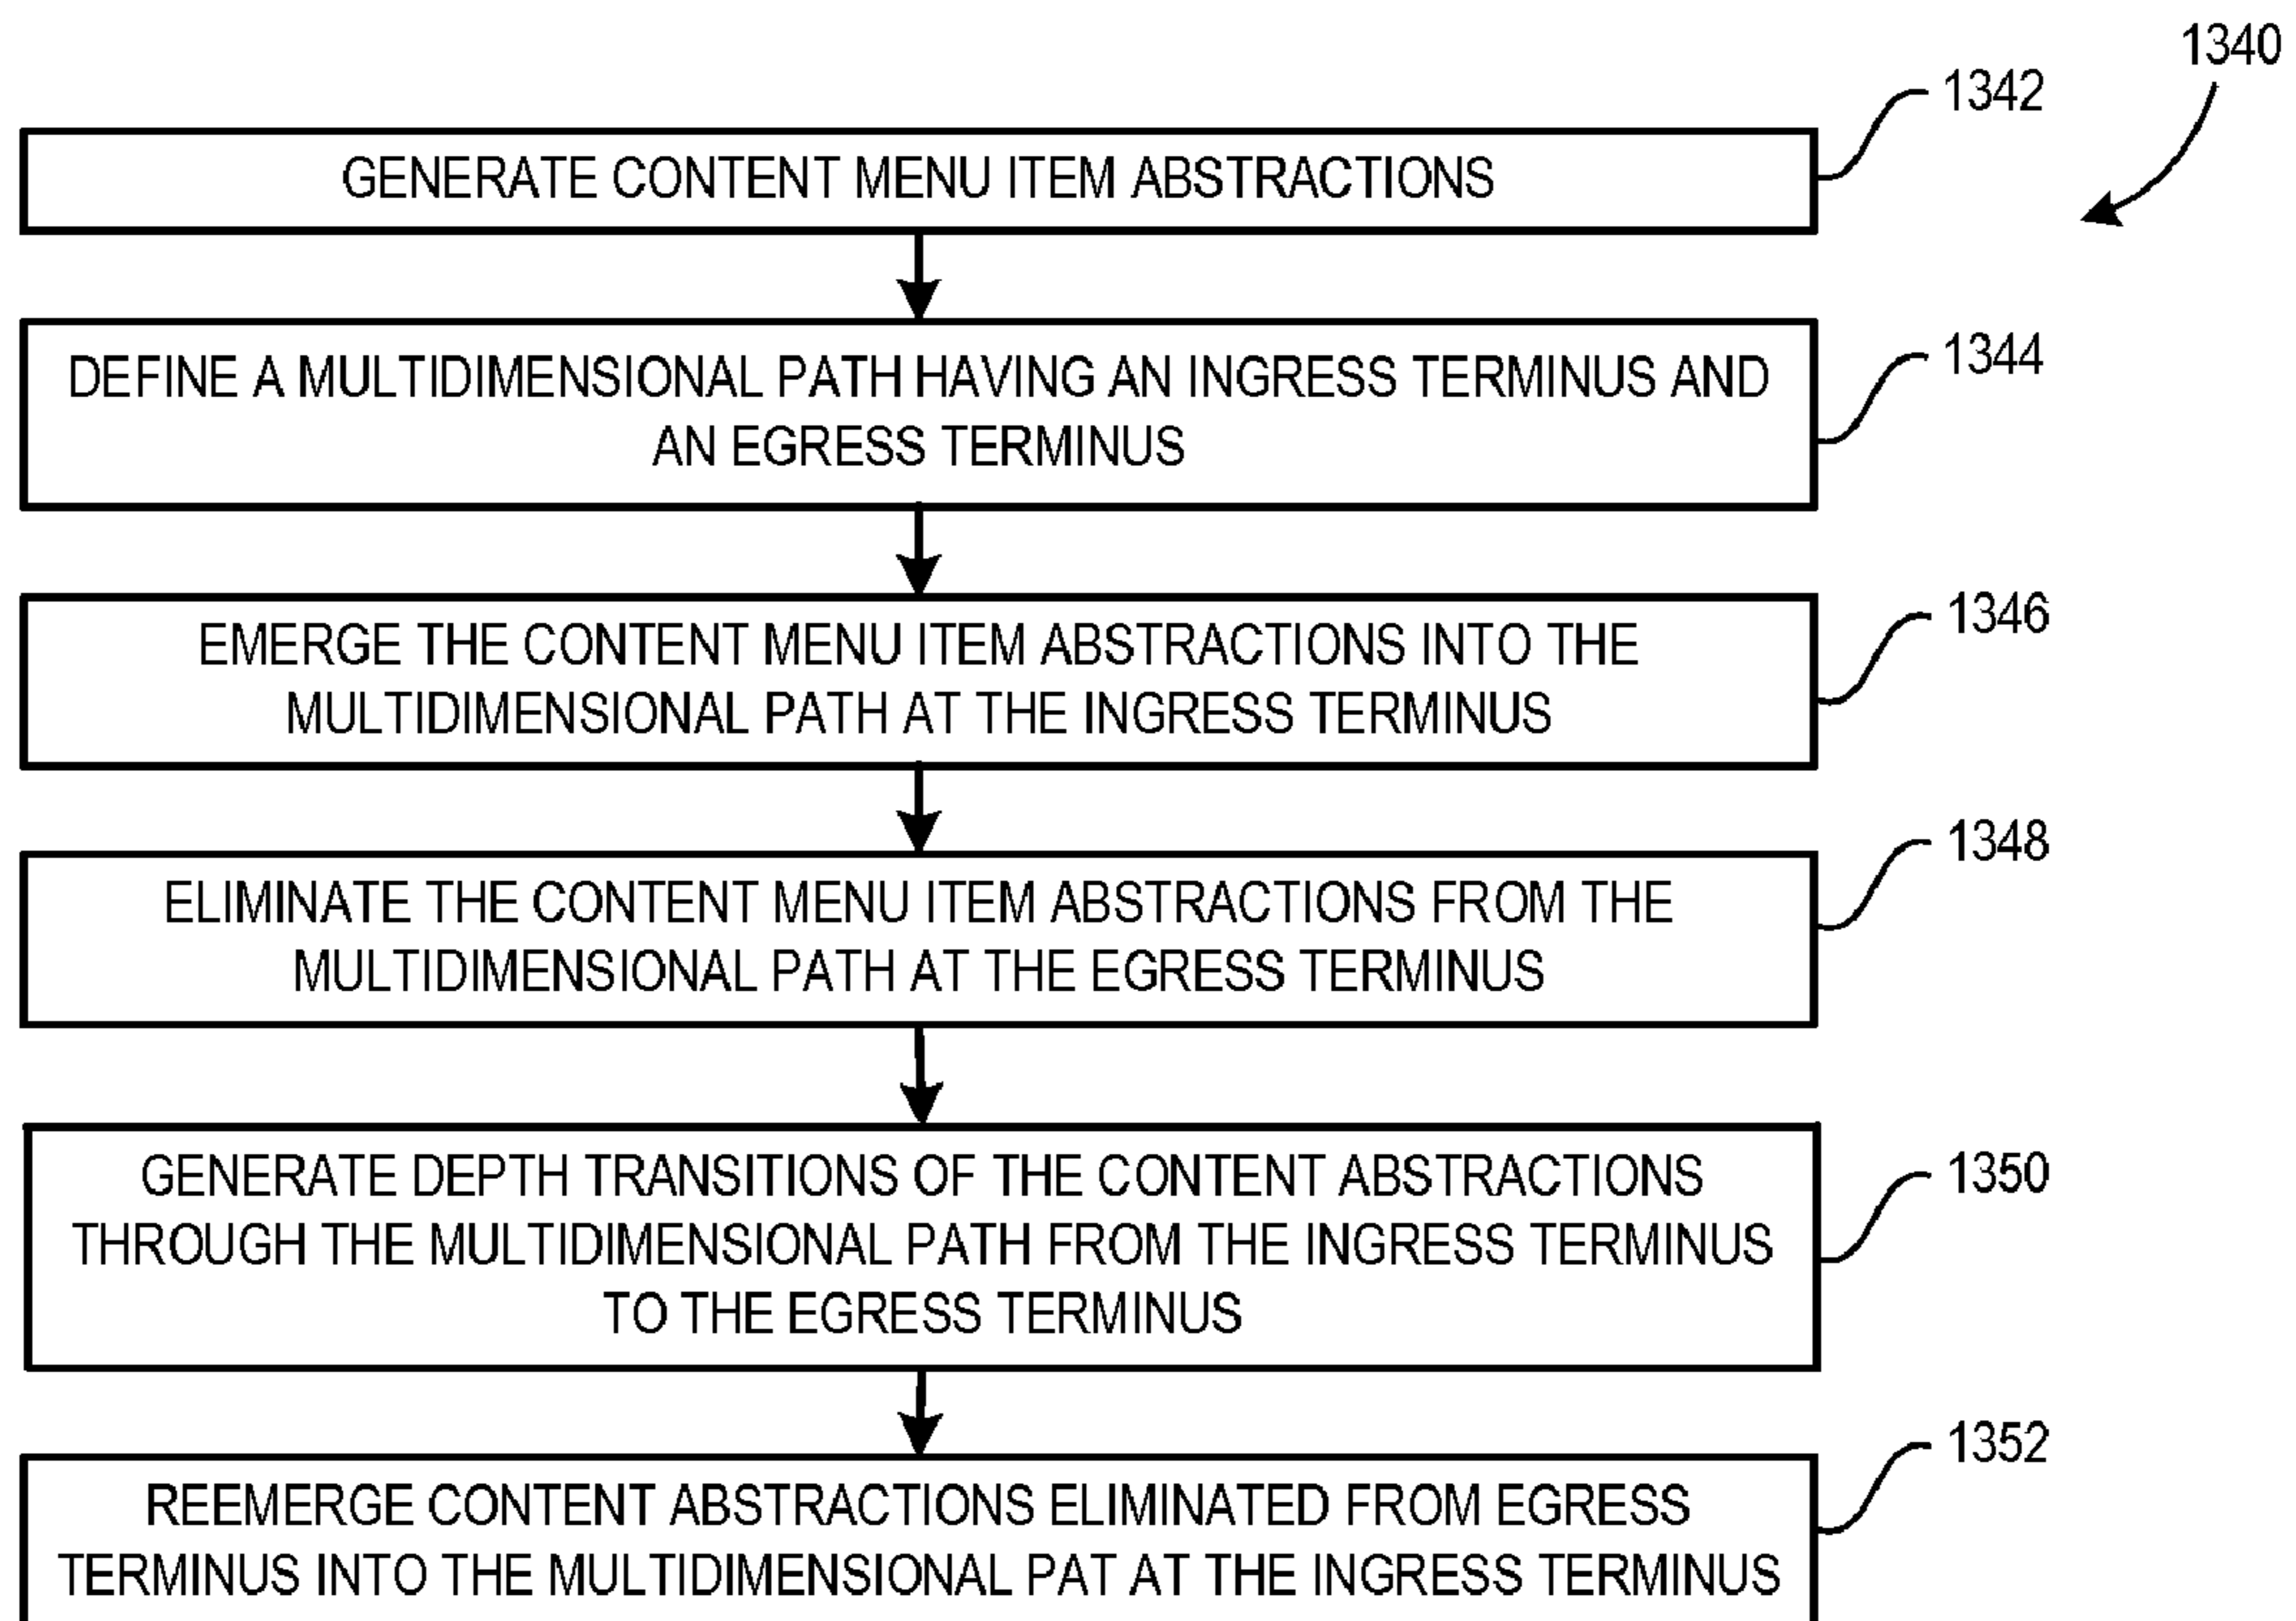 1340
1342
GENERATE CONTENT MENU ITEM ABSTRACTIONS
1344
DEFINE A MULTIDIMENSIONAL PATH HAVING AN INGRESS TERMINUS AND
AN EGRESS TERMINUS
1346
EMERGE THE CONTENT MENU ITEM ABSTRACTIONS INTO THE
MULTIDIMENSIONAL PATH AT THE INGRESS TERMINUS
1348
ELIMINATE THE CONTENT MENU ITEM ABSTRACTIONS FROM THE
MULTIDIMENSIONAL PATH AT THE EGRESS TERMINUS
1350
GENERATE DEPTH TRANSITIONS OF THE CONTENT ABSTRACTIONS
THROUGH THE MULTIDIMENSIONAL PATH FROM THE INGRESS TERMINUS
TO THE EGRESS TERMINUS
1352
REEMERGE CONTENT ABSTRACTIONS ELIMINATED FROM EGRESS
TERMINUS INTO THE MULTIDIMENSIONAL PAT AT THE INGRESS TERMINUS